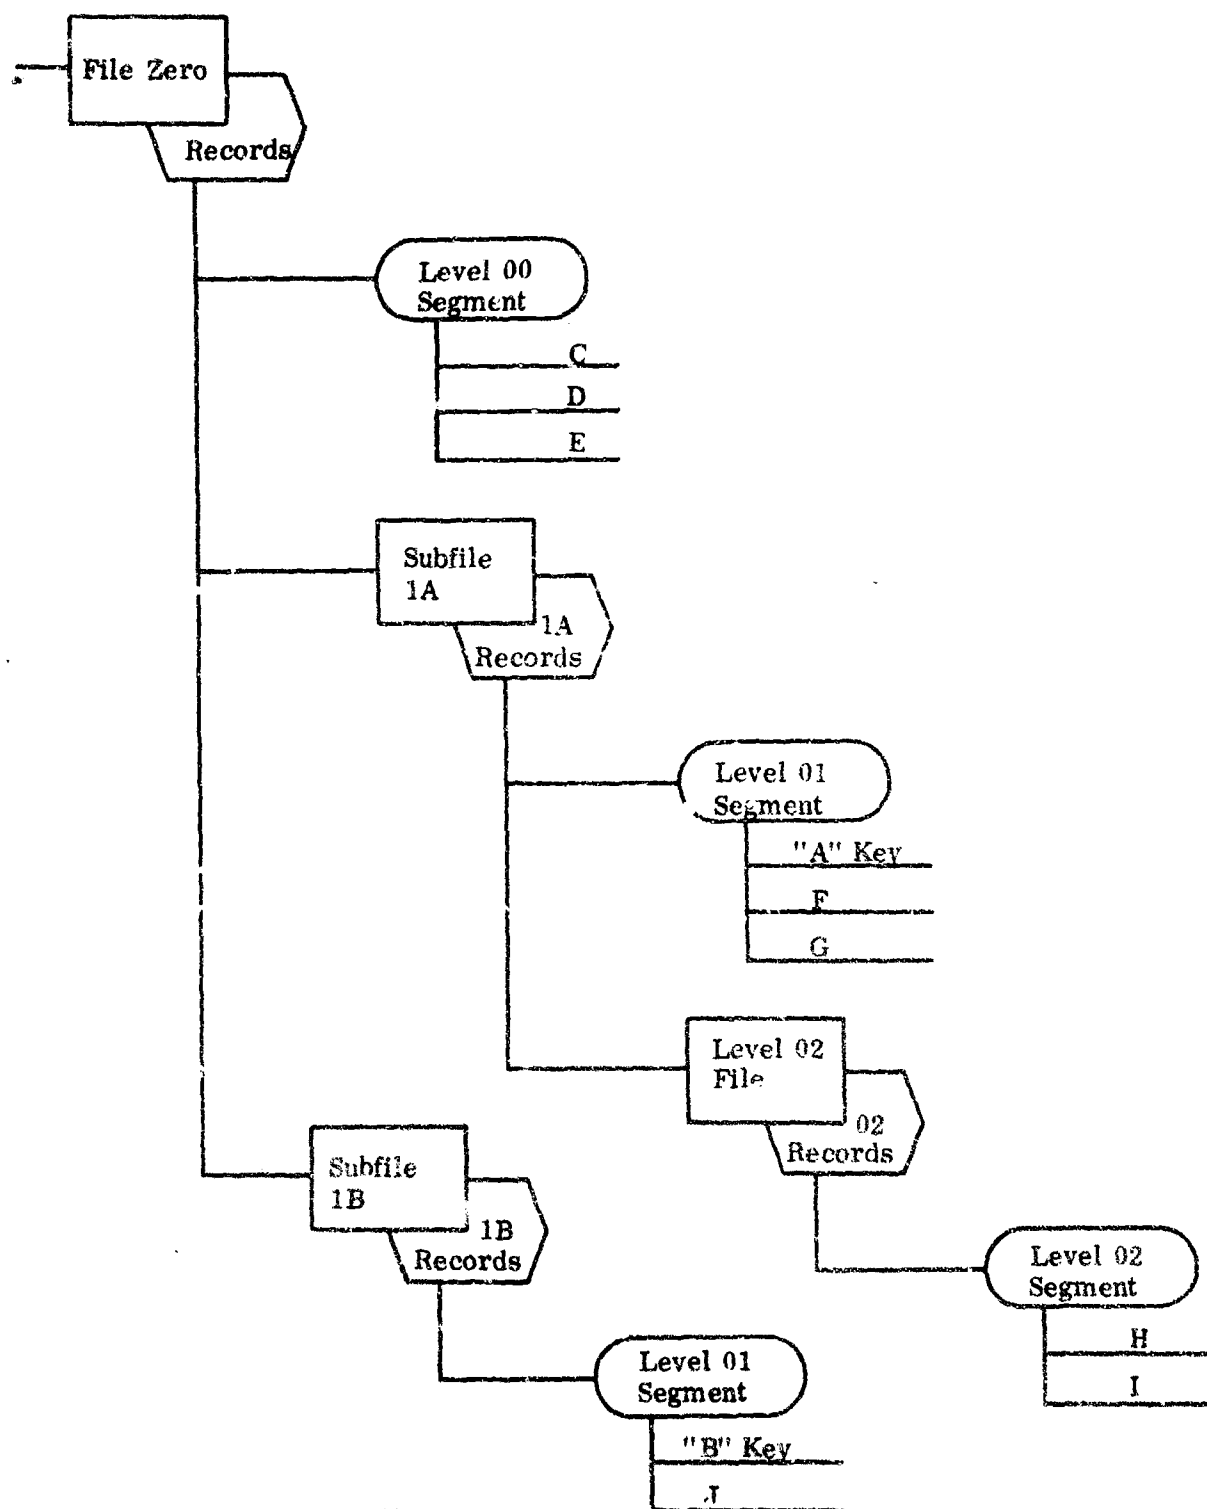 File Zero
Records
Level 00
Segment
C
D
E
Subfile
1A
1A
Records
Level 01
Segment
"A" Key
F
G
Level 02
File
02
Records
Subfile
1B
1B
Records
Level 02
Segment
H
I
Level 01
Segment
"B" Key
J